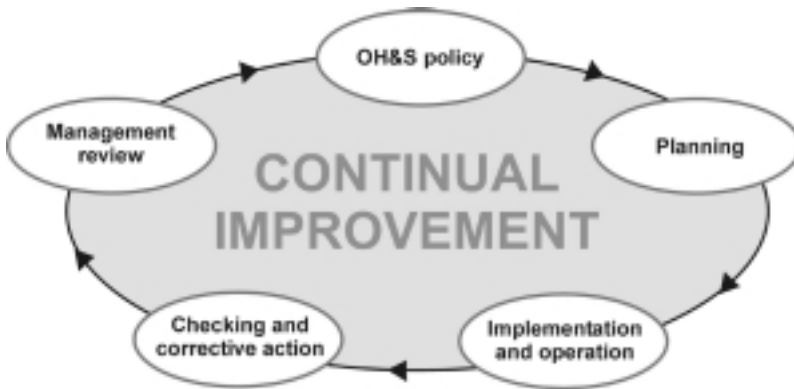 OH&S policy
Planning
Implementation
and operation
Checking and
corrective action
Management
review
CONTINUAL
IMPROVEMENT